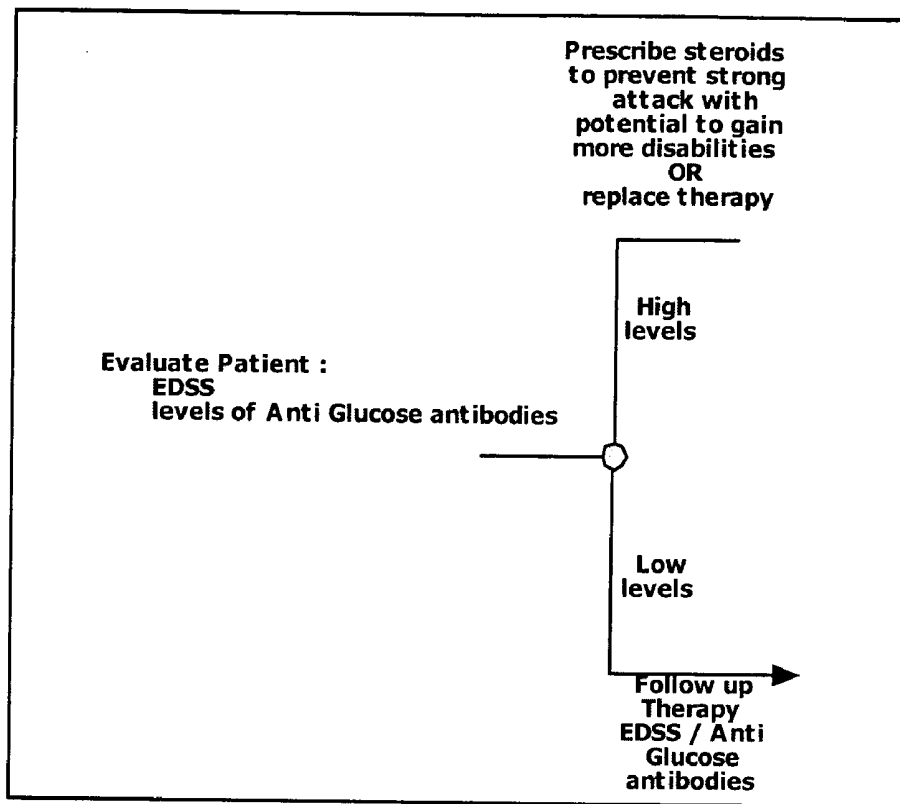 Prescribe steroids
to prevent strong
attack with
potential to gain
more disabilities
OR
replace therapy
High
levels
Evaluate Patient :
EDSS
levels of Anti Glucose antibodies
Low
levels
Follow up
Therapy
EDSS / Anti
Glucose
antibodies